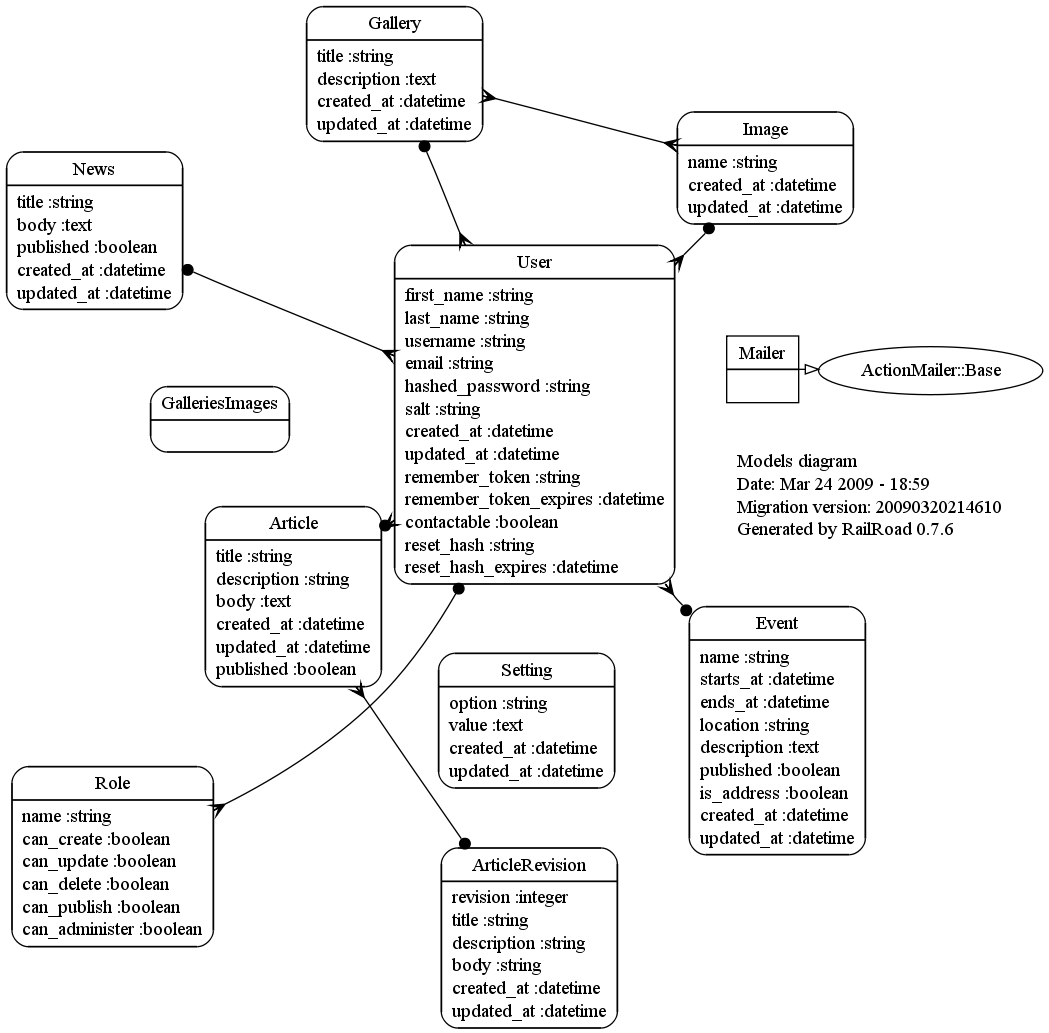 Gallery
title :string
description :text
created_at :datetime
updated_at :datetime
Image
name :string
created_at :datetime
updated_at :datetime
News
title :string
body :text
published :boolean
created_at :datetime
updated_at :datetime
User
first_name :string
last_name :string
username :string
email :string
hashed_password :string
salt :string
created_at :datetime
updated_at :datetime
remember_token :string
remember_token_expires :datetime
contactable :boolean
reset_hash :string
reset_hash_expires :datetime
Mailer
ActionMailer::Base
GalleriesImages
Models diagram
Date: Mar 24 2009 - 18:59
Migration version: 20090320214610
Generated by RailRoad 0.7.6
Article
title :string
description :string
body :text
created_at :datetime
updated_at :datetime
published :boolean
Event
name :string
starts_at :datetime
ends_at :datetime
location :string
description :text
published :boolean
is_address :boolean
created_at :datetime
updated_at :datetime
Setting
option :string
value :text
created_at :datetime
updated_at :datetime
Role
name :string
can_create :boolean
can_update :boolean
can_delete :boolean
can_publish :boolean
can_administer :boolean
ArticleRevision
revision :integer
title :string
description :string
body :string
created_at :datetime
updated_at :datetime